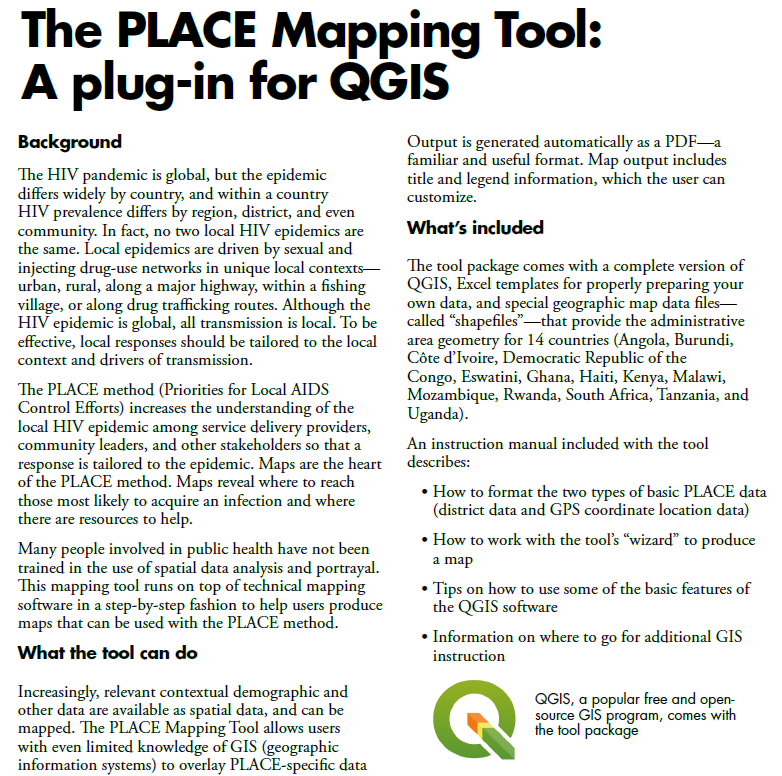 The PLACE Mapping Tool:
A plug-in for QGIS
Background
The HIV pandemic is global, but the epidemic
differs widely by country, and within a country
HIV prevalence differs by region, district, and even
community. In fact, no two local HIV epidemics are
the same. Local epidemics are driven by sexual and
injecting drug-use networks in unique local contexts—
urban, rural, along a major highway, within a fishing
village, or along drug trafficking routes. Although the
HIV epidemic is global, all transmission is local. To be
effective, local responses should be tailored to the local
context and drivers of transmission.
The PLACE method (Priorities for Local AIDS
Control Efforts) increases the understanding of the
local HIV epidemic among service delivery providers,
community leaders, and other stakeholders so that a
response is tailored to the epidemic. Maps are the heart
of the PLACE method. Maps reveal where to reach
those most likely to acquire an infection and where
there are resources to help.
Many people involved in public health have not been
trained in the use of spatial data analysis and portrayal.
This mapping tool runs on top of technical mapping
software in a step-by-step fashion to help users produce
maps that can be used with the PLACE method.
What the tool can do
Increasingly, relevant contextual demographic and
other data are available as spatial data, and can be
mapped. The PLACE Mapping Tool allows users
with even limited knowledge of GIS (geographic
information systems) to overlay PLACE-specific data
Output is generated automatically as a PDF—a
familiar and useful format. Map output includes
title and legend information, which the user can
customize.
What's included
The tool package comes with a complete version of
QGIS, Excel templates for properly preparing your
own data, and special geographic map data files—
called "shapefiles"—that provide the administrative
area geometry for 14 countries (Angola, Burundi,
Côte d'Ivoire, Democratic Republic of the
Congo, Eswatini, Ghana, Haiti, Kenya, Malawi,
Mozambique, Rwanda, South Africa, Tanzania, and
Uganda).
An instruction manual included with the tool
describes:
• How to format the two types of basic PLACE data
(district data and GPS coordinate location data)
• How to work with the tool's "wizard" to produce
a map
• Tips on how to use some of the basic features of
the QGIS software
• Information on where to go for additional GIS
instruction
QGIS, a popular free and open-
source GIS program, comes with
the tool package